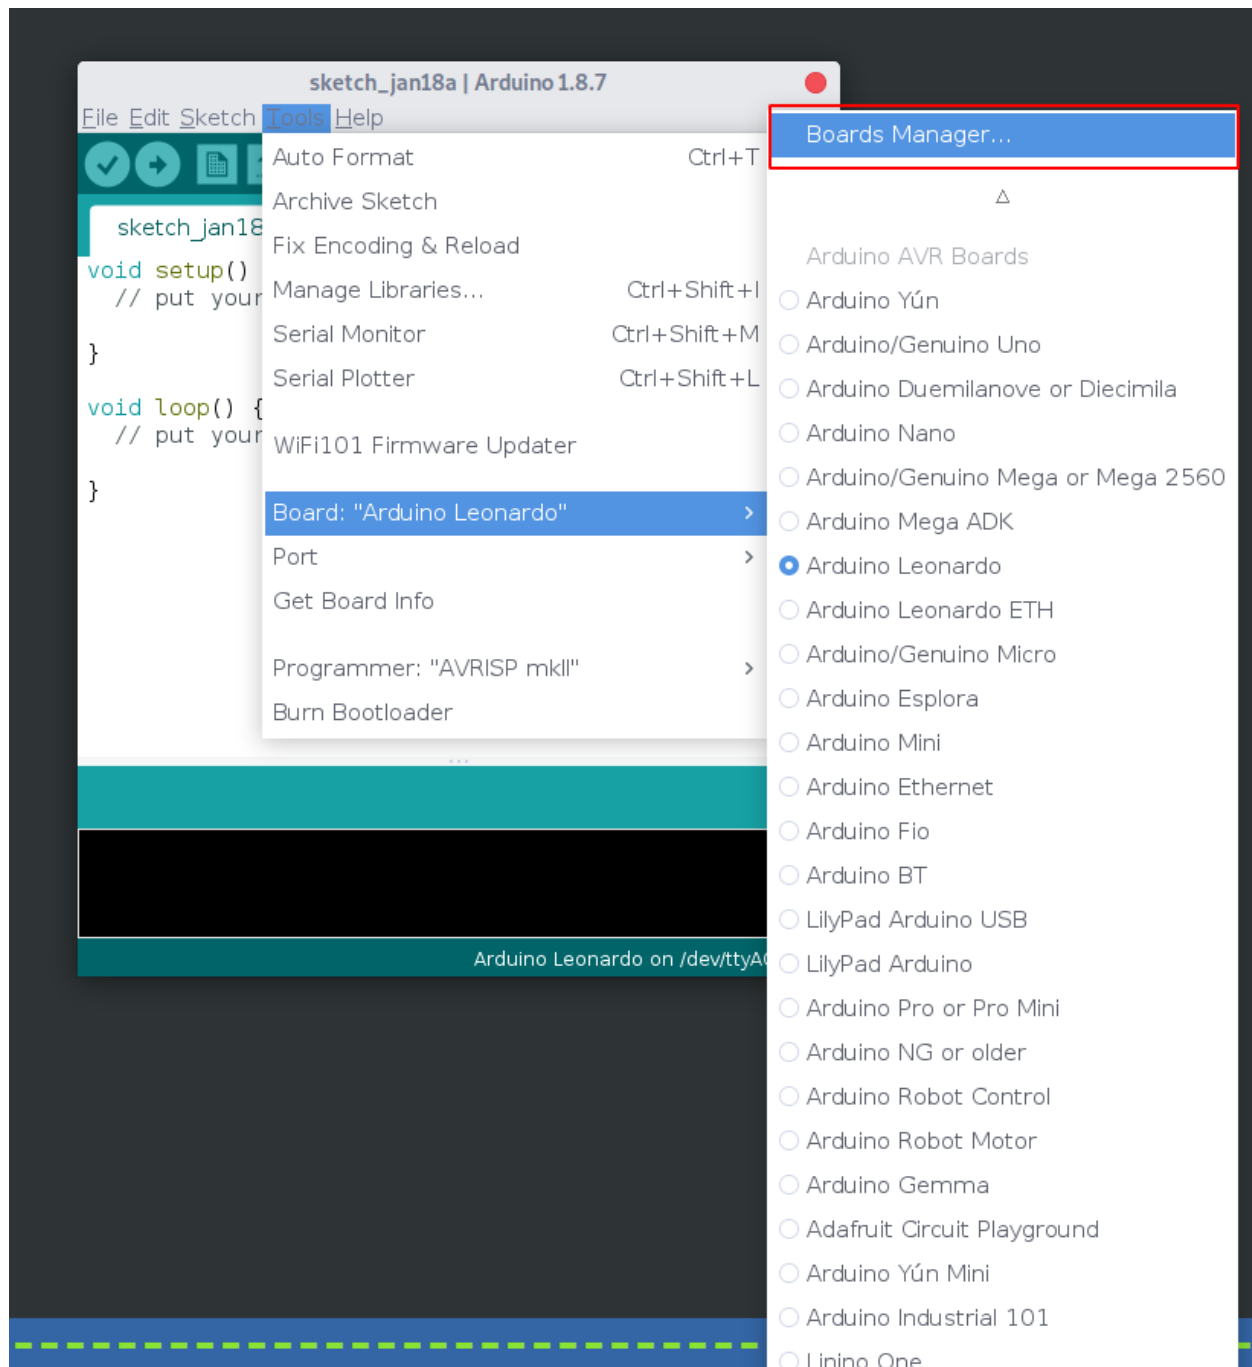 sketch_jan18a | Arduino 1.8.7
File Edit Sketch Tools Help
sketch_jan18
void setup()
// put your
}
void loop() {
// put your
}
Auto Format Ctrl+T
Archive Sketch
Fix Encoding & Reload
Manage Libraries... Ctrl+Shift+I
Serial Monitor Ctrl+Shift+M
Serial Plotter Ctrl+Shift+L
WiFi101 Firmware Updater
Board: "Arduino Leonardo"
Port
Get Board Info
Programmer: "AVRISP mkII"
Burn Bootloader
Arduino Leonardo on /dev/ttyA
Boards Manager...
Arduino AVR Boards
Arduino Yún
Arduino/Genuino Uno
Arduino Duemilanove or Diecimila
Arduino Nano
Arduino/Genuino Mega or Mega 2560
Arduino Mega ADK
Arduino Leonardo
Arduino Leonardo ETH
Arduino/Genuino Micro
Arduino Esplora
Arduino Mini
Arduino Ethernet
Arduino Fio
Arduino BT
LilyPad Arduino USB
LilyPad Arduino
Arduino Pro or Pro Mini
Arduino NG or older
Arduino Robot Control
Arduino Robot Motor
Arduino Gemma
Adafruit Circuit Playground
Arduino Yún Mini
Arduino Industrial 101
Linino One